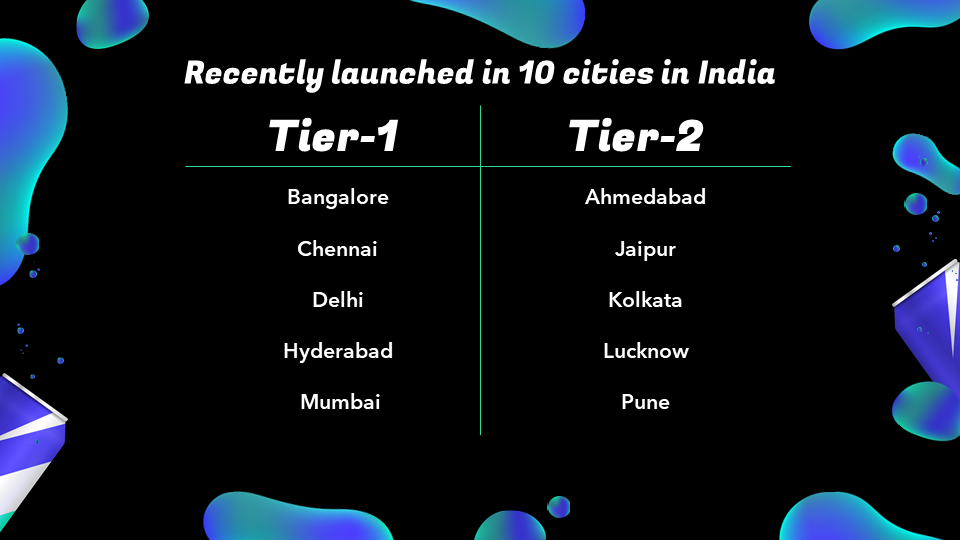 Recently launched in 10 cities in India
Tier-1 Tier-2
Bangalore Ahmedabad
Chennai Jaipur
Delhi Kolkata
Hyderabad Lucknow
Mumbai Pune